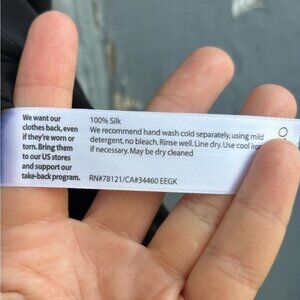 We want our
clothes back, even
if they're worn or
torn. Bring them
to our US stores
and support our
take-back program.
100% Silk
We recommend hand wash cold separately, using mild
detergent, no bleach. Rinse well. Line dry. Use cool iron
if necessary. May be dry cleaned
RN#78121/CA#34460 EEGK